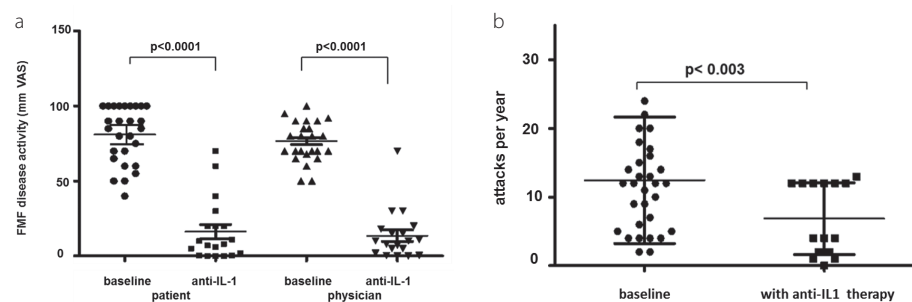 a
FMF disease activity (mm VAS)
150
100
50
0
p<0.0001
p<0.0001
baseline anti-IL-1 baseline anti-IL-1
patient physician
b
attacks per year
30
20
10
0
p< 0.003
baseline with anti-IL1 therapy